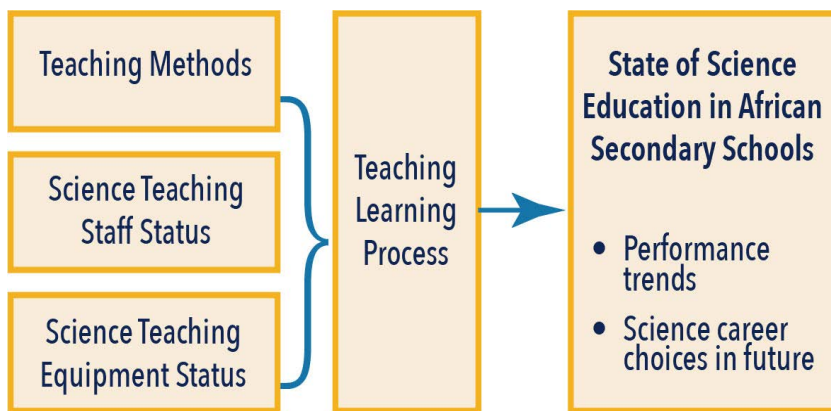 Teaching Methods
Science Teaching
Staff Status
Science Teaching
Equipment Status
Teaching
Learning
Process
State of Science
Education in African
Secondary Schools
• Performance
trends
• Science career
choices in future